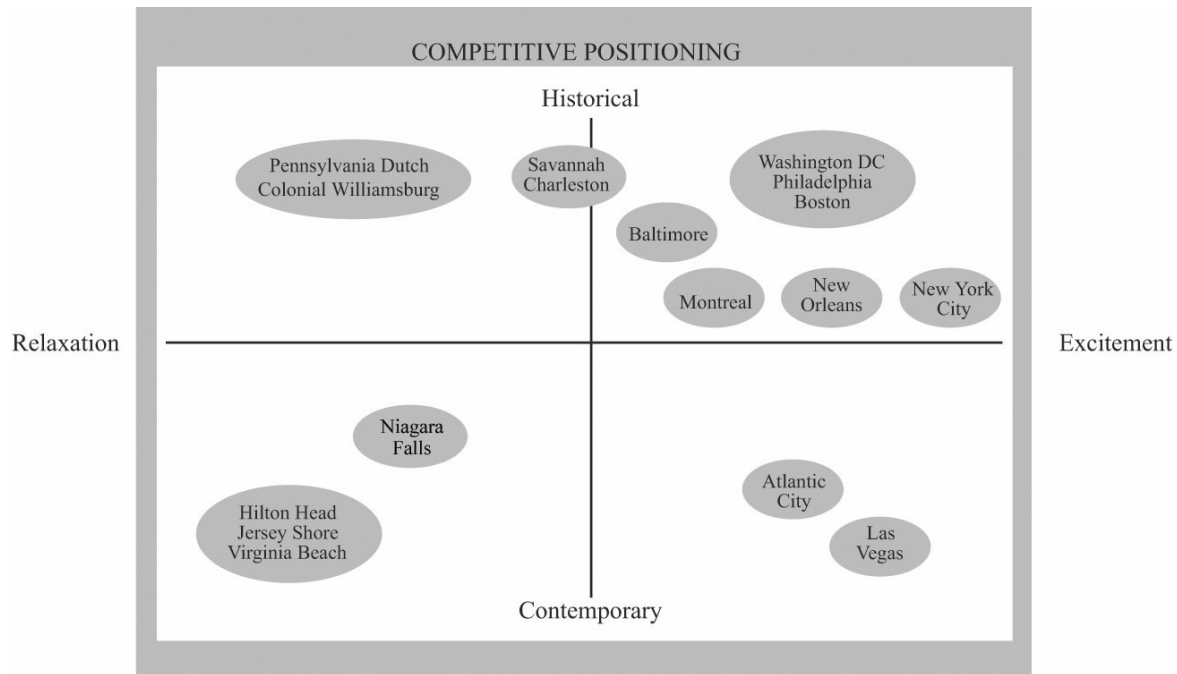 COMPETITIVE POSITIONING
Historical
Pennsylvania Dutch
Colonial Williamsburg
Savannah
Charleston
Washington DC
Philadelphia
Boston
Baltimore
Montreal
New
Orleans
New York
City
Relaxation
Excitement
Niagara
Falls
Atlantic
City
Hilton Head
Jersey Shore
Virginia Beach
Las
Vegas
Contemporary